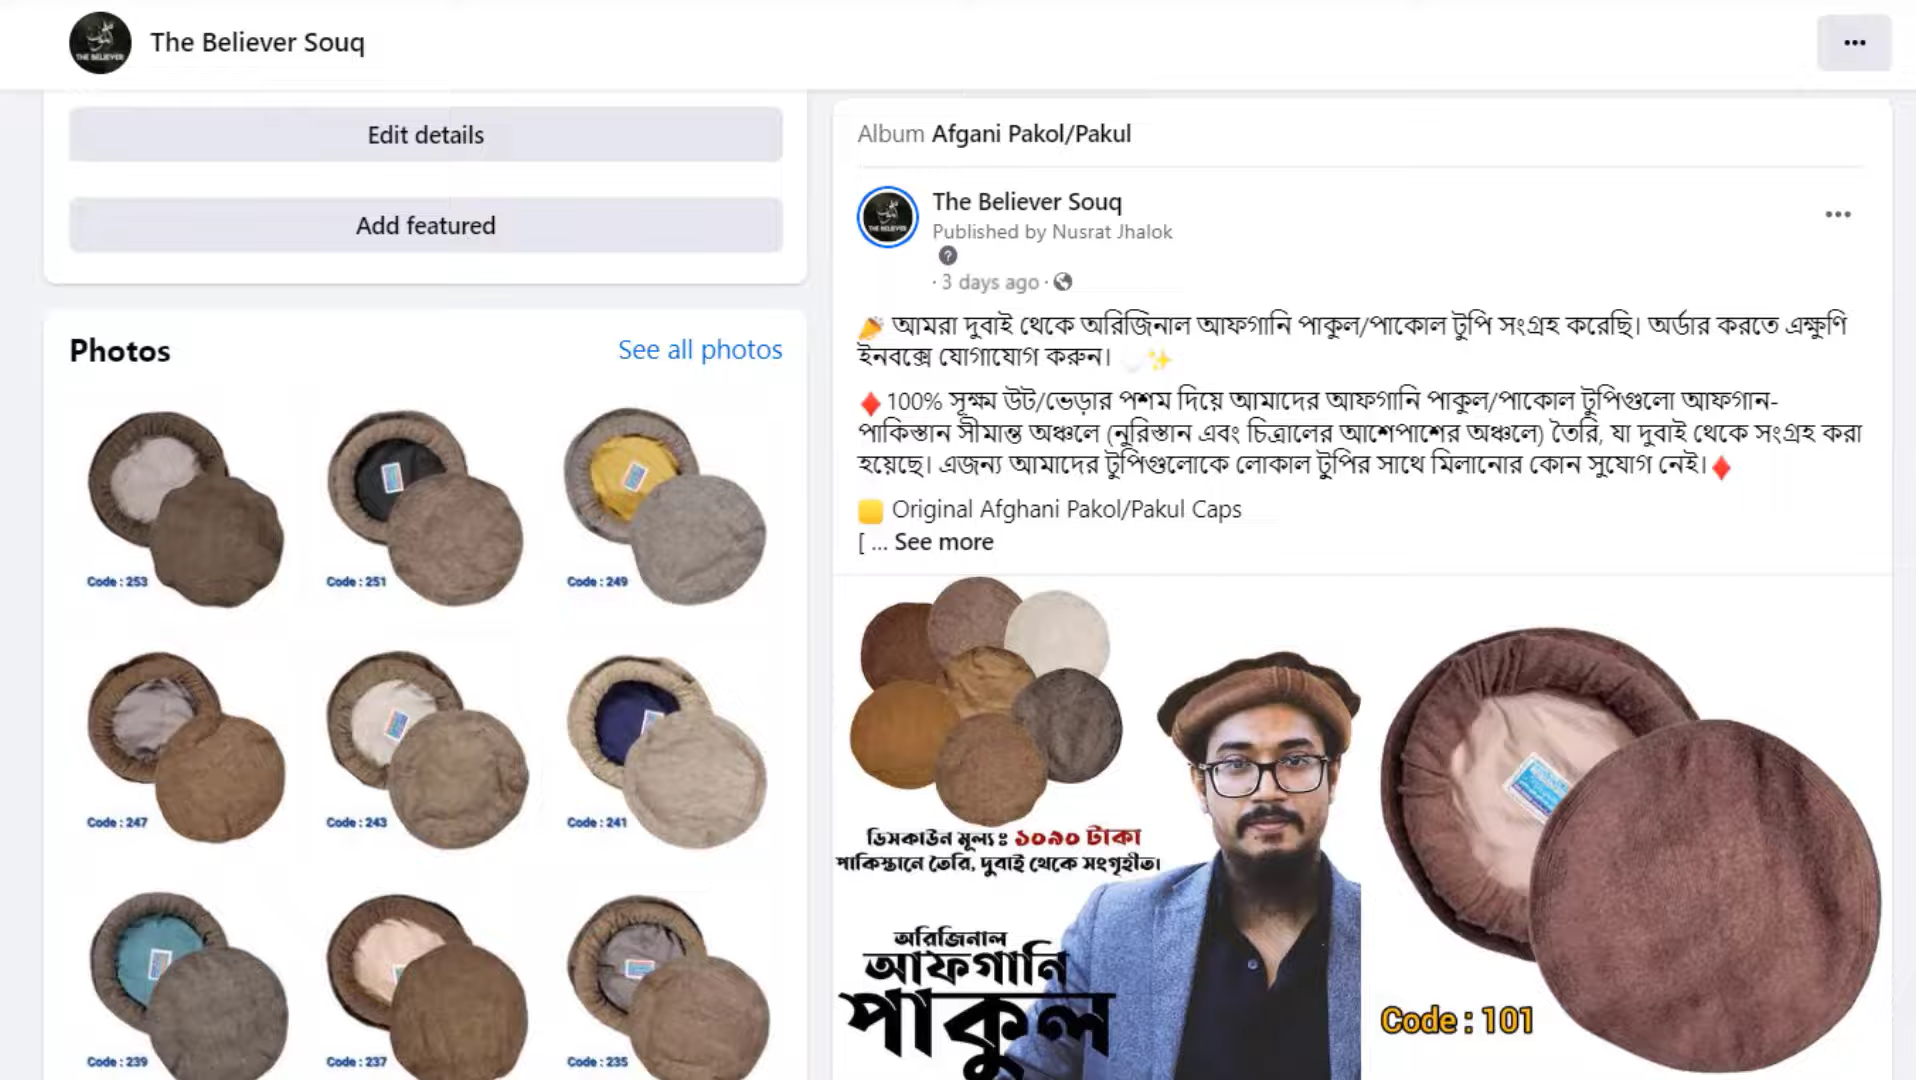 The Believer Souq
Edit details
Add featured
Photos
See all photos
Code : 253
Code : 251
Code : 249
Code : 247
Code : 243
Code : 241
Code : 239
Code : 237
Code : 235
Album Afgani Pakol/Pakul
The Believer Souq
Published by Nusrat Jhalok
· 3 days ago ·
আমরা দুবাই থেকে অরিজিনাল আফগানি পাকুল/পাকোল টুপি সংগ্রহ করেছি। অর্ডার করতে এক্ষুণি
ইনবক্সে যোগাযোগ করুন। ✨
♦️100% সূক্ষ্ম উট/ভেড়ার পশম দিয়ে আমাদের আফগানি পাকুল/পাকোল টুপিগুলো আফগান-
পাকিস্তান সীমান্ত অঞ্চলে (নুরিস্তান এবং চিত্রালের আশেপাশের অঞ্চলে) তৈরি, যা দুবাই থেকে সংগ্রহ করা
হয়েছে। এজন্য আমাদের টুপিগুলোকে লোকাল টুপির সাথে মিলানোর কোন সুযোগ নেই।♦️
🟨 Original Afghani Pakol/Pakul Caps
[ ... See more
ডিসকাউন মূল্যঃ ১০৯০ টাকা
পাকিস্তানে তৈরি, দুবাই থেকে সংগৃহীত।
অরিজিনাল
আফগানি
পাকুল
Code : 101